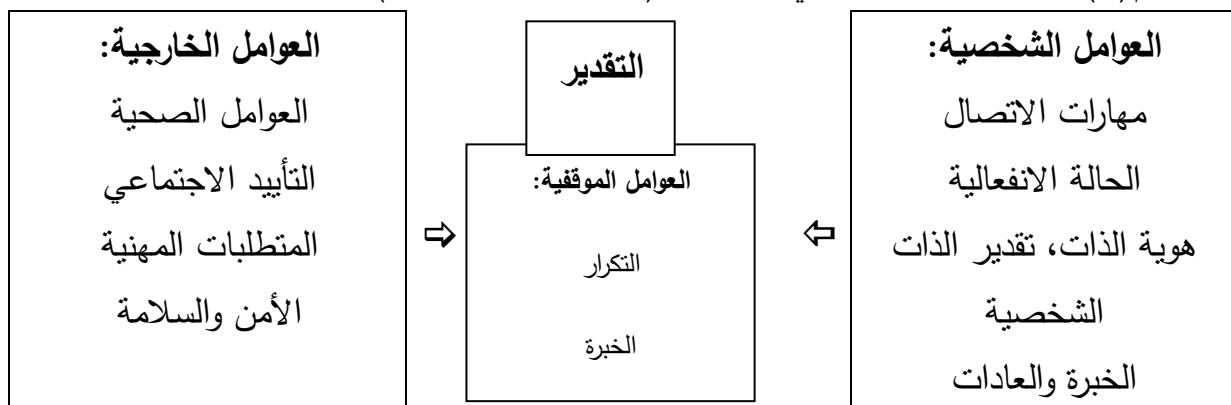 العوامل الشخصية:
مهارات الاتصال
الحالة الانفعالية
هوية الذات، تقدير الذات
الشخصية
الخبرة والعادات
التقدير
العوامل الموقفية:
التكرار
الخبرة
العوامل الخارجية:
العوامل الصحية
التأييد الاجتماعي
المتطلبات المهنية
الأمن والسلامة